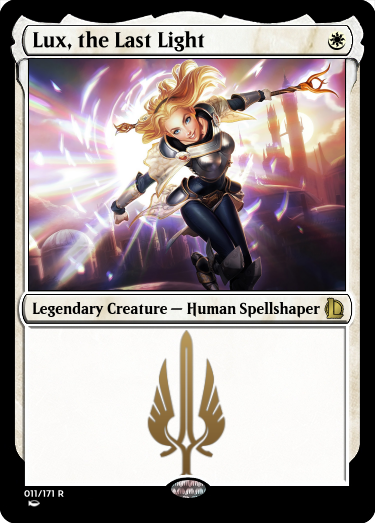 Lux, the Last Light
Legendary Creature — Human Spellshaper
011/171 R